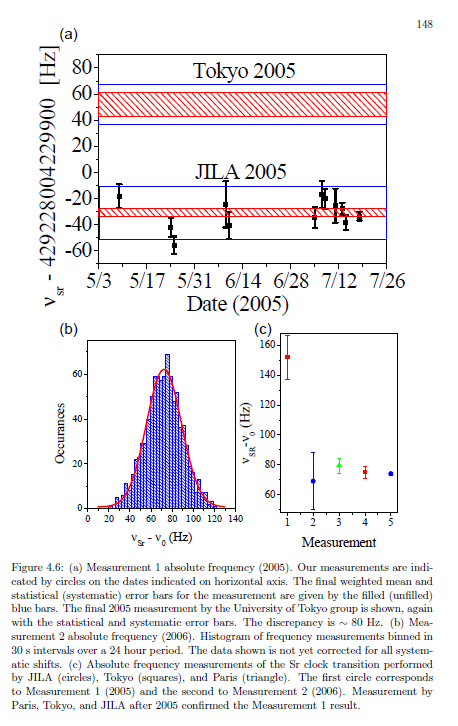 148
(a)
ν_sr - 429228004229900 [Hz]
80
60
40
20
0
-20
-40
-60
Tokyo 2005
JILA 2005
5/3 5/17 5/31 6/14 6/28 7/12 7/26
Date (2005)
(b)
Occurances
60
40
20
0
0 20 40 60 80 100 120 140
ν_Sr - ν_0 (Hz)
(c)
ν_SR-ν_0 (Hz)
160
140
120
100
80
60
1 2 3 4 5
Measurement
Figure 4.6: (a) Measurement 1 absolute frequency (2005). Our measurements are indi-
cated by circles on the dates indicated on horizontal axis. The final weighted mean and
statistical (systematic) error bars for the measurement are given by the filled (unfilled)
blue bars. The final 2005 measurement by the University of Tokyo group is shown, again
with the statistical and systematic error bars. The discrepancy is ∼ 80 Hz. (b) Mea-
surement 2 absolute frequency (2006). Histogram of frequency measurements binned in
30 s intervals over a 24 hour period. The data shown is not yet corrected for all system-
atic shifts. (c) Absolute frequency measurements of the Sr clock transition performed
by JILA (circles), Tokyo (squares), and Paris (triangle). The first circle corresponds
to Measurement 1 (2005) and the second to Measurement 2 (2006). Measurement by
Paris, Tokyo, and JILA after 2005 confirmed the Measurement 1 result.